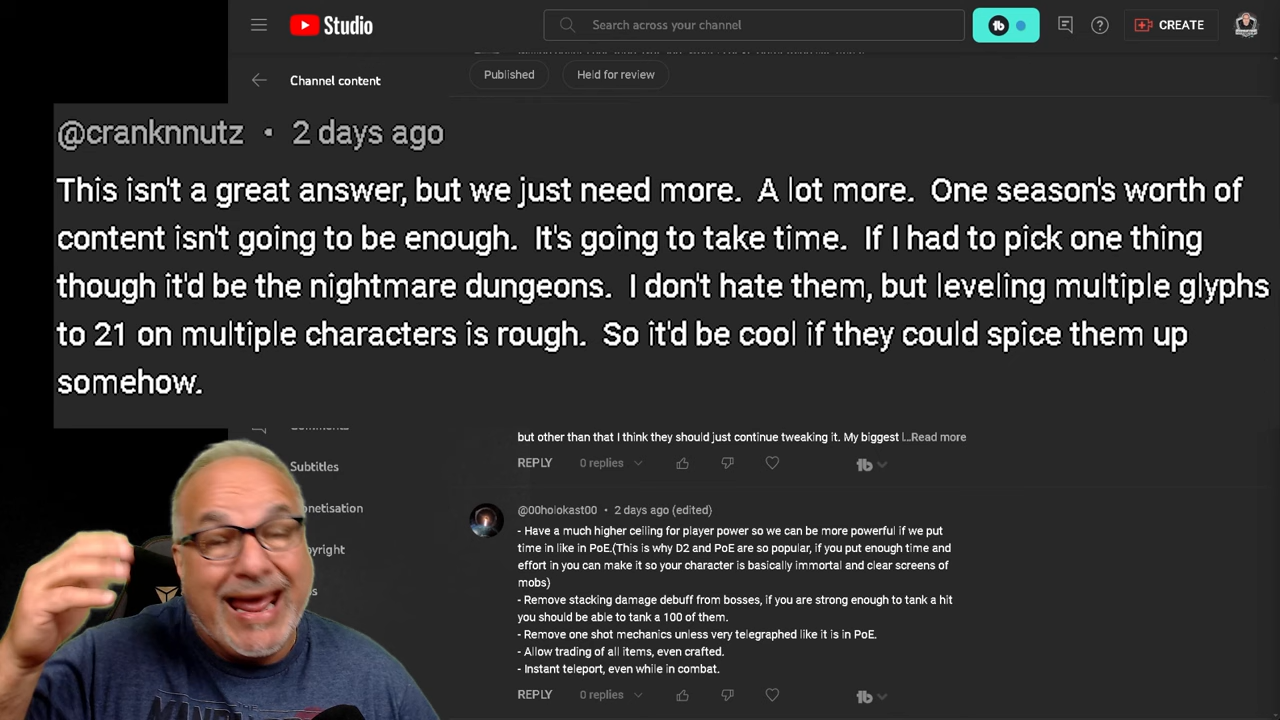 Studio
Search across your channel
CREATE
Channel content
Published
Held for review
@cranknnutz • 2 days ago
This isn't a great answer, but we just need more. A lot more. One season's worth of
content isn't going to be enough. It's going to take time. If I had to pick one thing
though it'd be the nightmare dungeons. I don't hate them, but leveling multiple glyphs
to 21 on multiple characters is rough. So it'd be cool if they could spice them up
somehow.
but other than that I think they should just continue tweaking it. My biggest l...Read more
REPLY
0 replies
Subtitles
onetisation
pyright
@00holokast00 • 2 days ago (edited)
- Have a much higher ceiling for player power so we can be more powerful if we put
time in like in PoE.(This is why D2 and PoE are so popular, if you put enough time and
effort in you can make it so your character is basically immortal and clear screens of
mobs)
- Remove stacking damage debuff from bosses, if you are strong enough to tank a hit
you should be able to tank a 100 of them.
- Remove one shot mechanics unless very telegraphed like it is in PoE.
- Allow trading of all items, even crafted.
- Instant teleport, even while in combat.
REPLY
0 replies